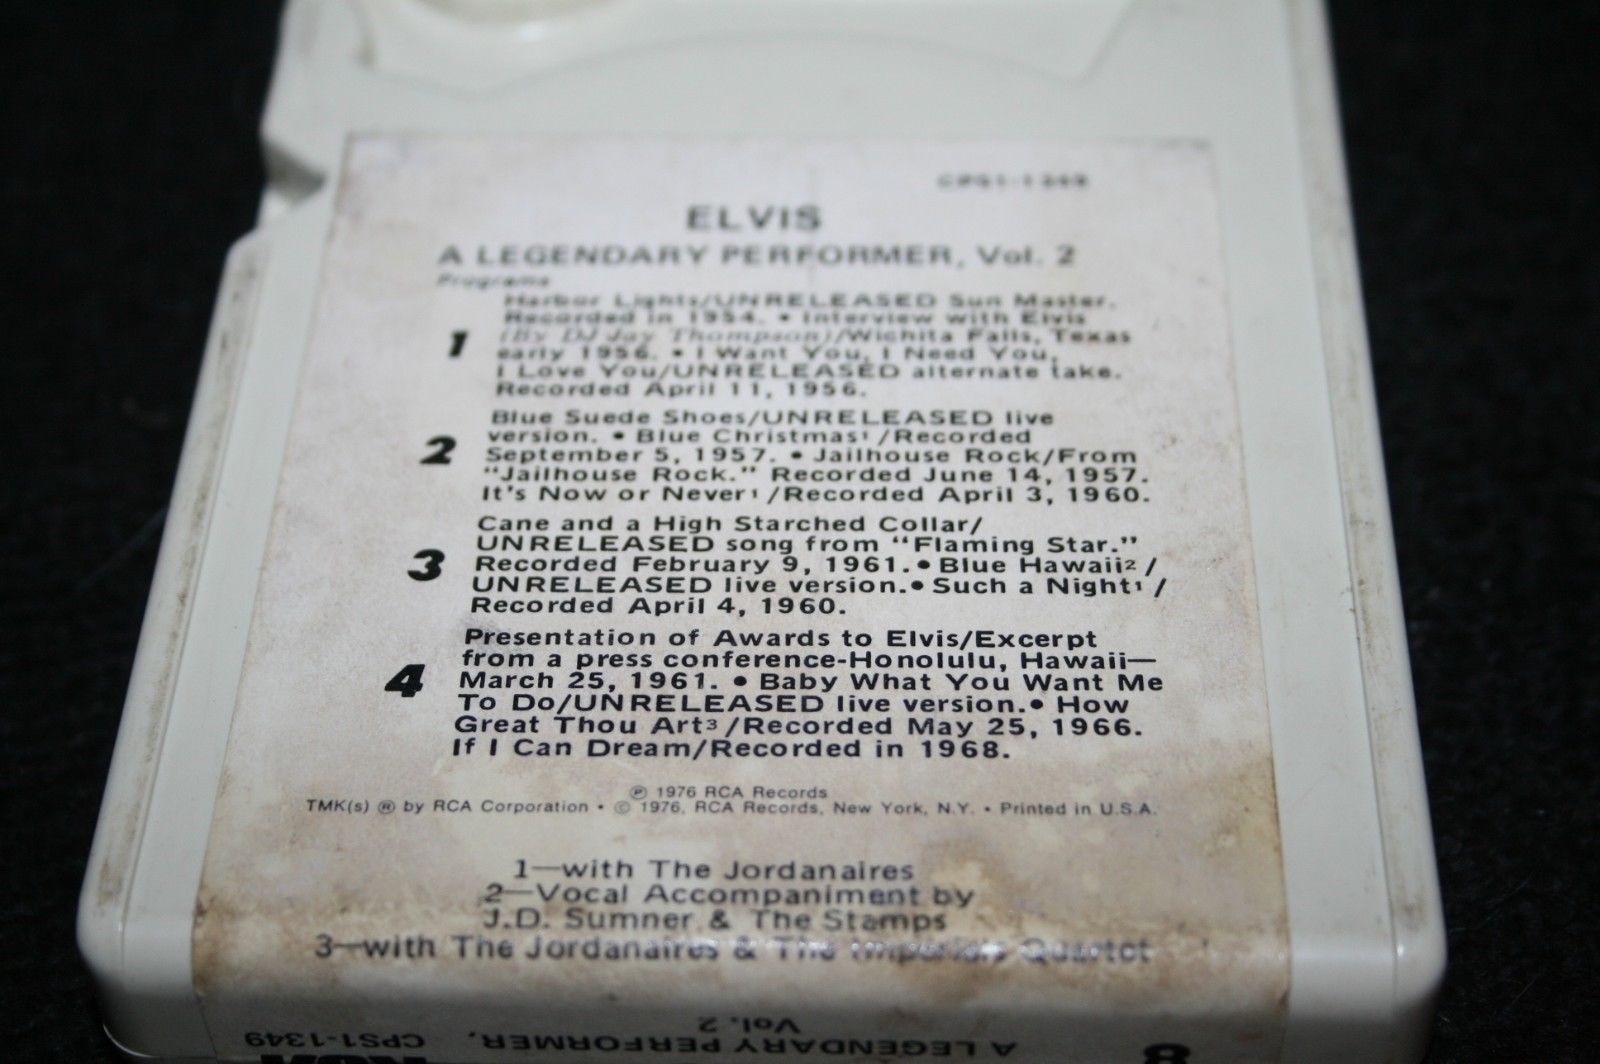 CPS1-1349
ELVIS
A LEGENDARY PERFORMER, Vol. 2
Programs
1
Harbor Lights/UNRELEASED Sun Master.
Recorded in 1954. • Interview with Elvis
(By DJ Jay Thompson)/Wichita Falls, Texas
early 1956. • I Want You, I Need You,
I Love You/UNRELEASED alternate take.
Recorded April 11, 1956.
2
Blue Suede Shoes/UNRELEASED live
version. • Blue Christmas¹ /Recorded
September 5, 1957. • Jailhouse Rock/From
"Jailhouse Rock." Recorded June 14, 1957.
It's Now or Never¹ /Recorded April 3, 1960.
3
Cane and a High Starched Collar/
UNRELEASED song from "Flaming Star."
Recorded February 9, 1961.• Blue Hawaii² /
UNRELEASED live version.• Such a Night¹ /
Recorded April 4, 1960.
4
Presentation of Awards to Elvis/Excerpt
from a press conference-Honolulu, Hawaii—
March 25, 1961. • Baby What You Want Me
To Do/UNRELEASED live version.• How
Great Thou Art³ /Recorded May 25, 1966.
If I Can Dream/Recorded in 1968.
℗ 1976 RCA Records
TMK(s) ® by RCA Corporation • © 1976, RCA Records, New York, N.Y. • Printed in U.S.A.
1—with The Jordanaires
2—Vocal Accompaniment by
J.D. Sumner & The Stamps
3—with The Jordanaires & The Imperials Quartet
A LEGENDARY PERFORMER, CPS1-1349
Vol. 2
8 RCA